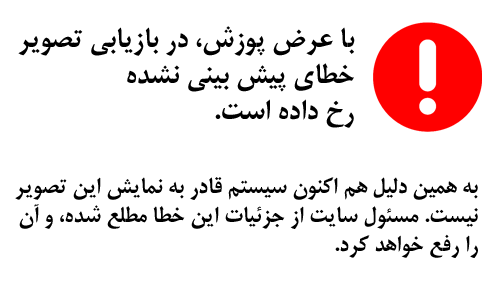 با عرض پوزش، در بازیابی تصویر
خطای پیش بینی نشده
رخ داده است.
به همین دلیل هم اکنون سیستم قادر به نمایش این تصویر
نیست. مسئول سایت از جزئیات این خطا مطلع شده، و آن
را رفع خواهد کرد.